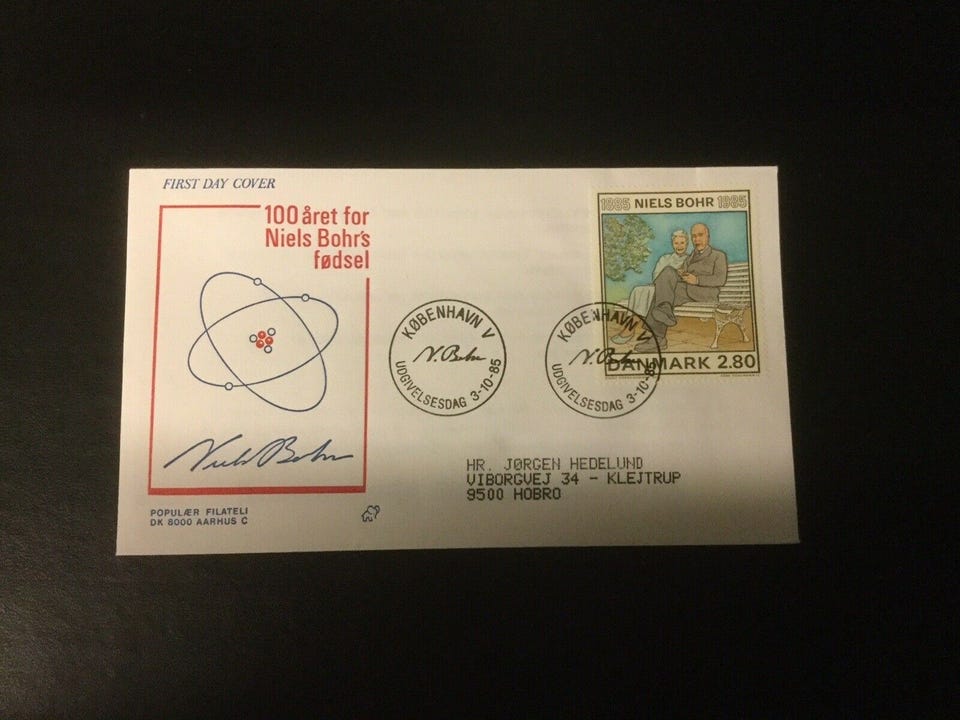 FIRST DAY COVER
100 året for
Niels Bohr's
fødsel
Niels Bohr
POPULÆR FILATELI
DK 8000 AARHUS C
KØBENHAVN V
N. Bohr
UDGIVELSESDAG 3-10-85
1885 NIELS BOHR 1985
DANMARK 2.80
KØBENHAVN V
N. Bohr
UDGIVELSESDAG 3-10-85
HR. JØRGEN HEDELUND
VIBORGVEJ 34 - KLEJTRUP
9500 HOBRO